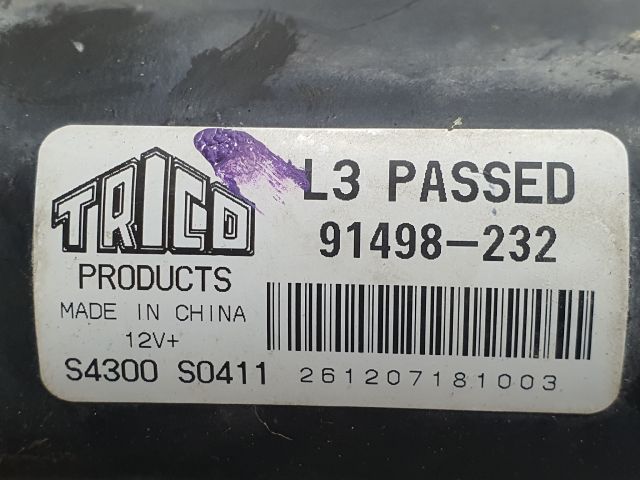 TRICO
PRODUCTS
MADE IN CHINA
12V+
S4300 S0411
L3 PASSED
91498-232
261207181003